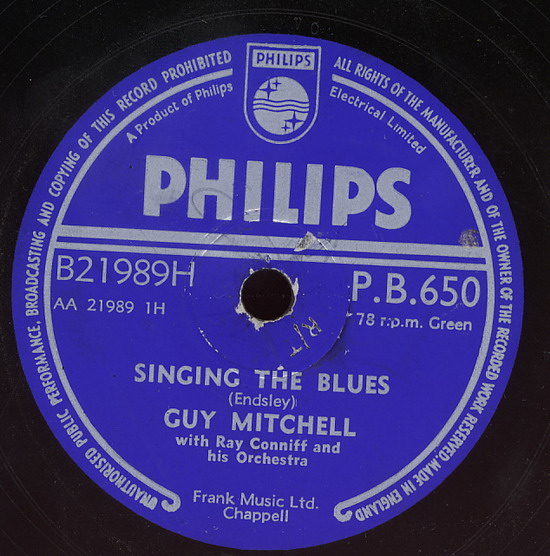 UNAUTHORISED PUBLIC PERFORMANCE, BROADCASTING AND COPYING OF THIS RECORD PROHIBITED
ALL RIGHTS OF THE MANUFACTURER AND OF THE OWNER OF THE RECORDED WORK RESERVED. MADE IN ENGLAND
PHILIPS
A Product of Philips
Electrical Limited
PHILIPS
B21989H
P.B.650
AA 21989 1H
78 r.p.m. Green
SINGING THE BLUES
(Endsley)
GUY MITCHELL
with Ray Conniff and
his Orchestra
Frank Music Ltd.
Chappell